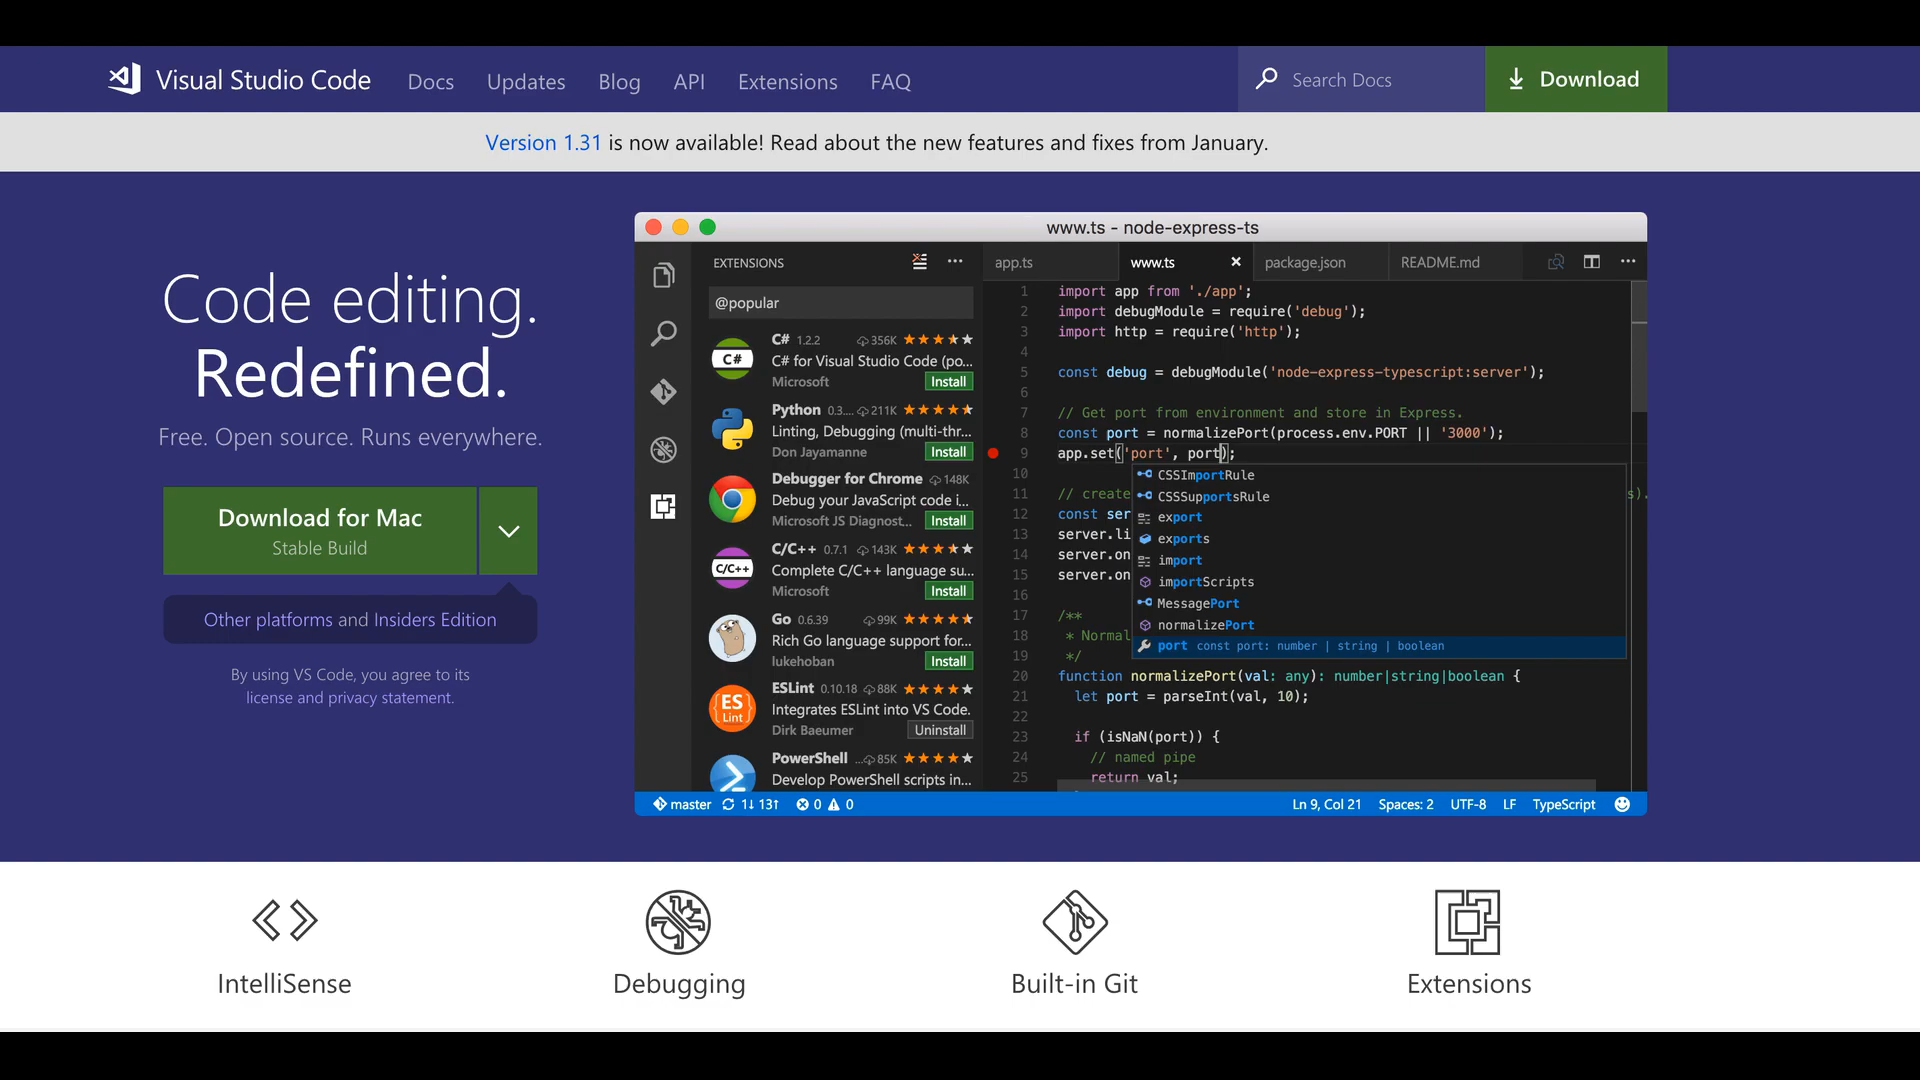 Visual Studio Code
Docs
Updates
Blog
API
Extensions
FAQ
Search Docs
Download
Version 1.31 is now available! Read about the new features and fixes from January.
Code editing.
Redefined.
Free. Open source. Runs everywhere.
Download for Mac
Stable Build
Other platforms and Insiders Edition
By using VS Code, you agree to its
license and privacy statement.
www.ts - node-express-ts
EXTENSIONS
@popular
C# 1.2.2 356K
C# for Visual Studio Code (po...
Microsoft
Install
Python 0.3.... 211K
Linting, Debugging (multi-thr...
Don Jayamanne
Install
Debugger for Chrome 148K
Debug your JavaScript code i...
Microsoft JS Diagnost...
Install
C/C++ 0.7.1 143K
Complete C/C++ language su...
Microsoft
Install
Go 0.6.39 99K
Rich Go language support for...
lukehoban
Install
ES
Lint
ESLint 0.10.18 88K
Integrates ESLint into VS Code.
Dirk Baeumer
Uninstall
PowerShell ... 85K
Develop PowerShell scripts in...
app.ts
www.ts
package.json
README.md
1 import app from './app';
2 import debugModule = require('debug');
3 import http = require('http');
4
5 const debug = debugModule('node-express-typescript:server');
6
7 // Get port from environment and store in Express.
8 const port = normalizePort(process.env.PORT || '3000');
9 app.set('port', port);
10
11 // create s).
12 const ser
13 server.li
14 server.on
15 server.on
16
17 /**
18 * Normal
19 */
20 function normalizePort(val: any): number|string|boolean {
21 let port = parseInt(val, 10);
22
23 if (isNaN(port)) {
24 // named pipe
25 return val;
CSSImportRule
CSSSupportsRule
export
exports
import
importScripts
MessagePort
normalizePort
port const port: number | string | boolean
master 1↓ 13↑ 0 0
Ln 9, Col 21
Spaces: 2
UTF-8
LF
TypeScript
IntelliSense
Debugging
Built-in Git
Extensions